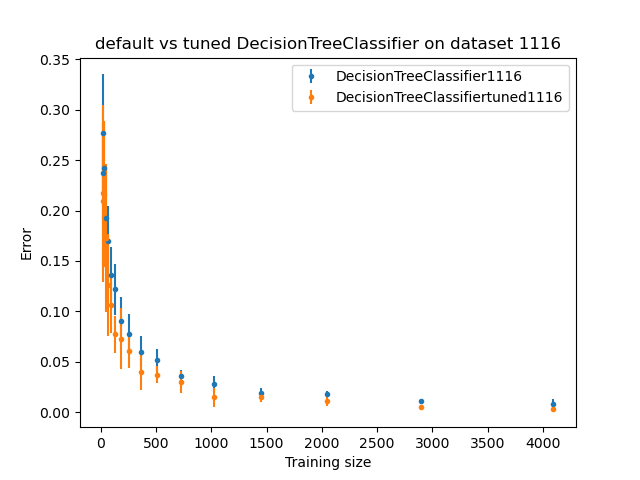 default vs tuned DecisionTreeClassifier on dataset 1116
DecisionTreeClassifier1116
DecisionTreeClassifiertuned1116
Error
0.35
0.30
0.25
0.20
0.15
0.10
0.05
0.00
0 500 1000 1500 2000 2500 3000 3500 4000
Training size